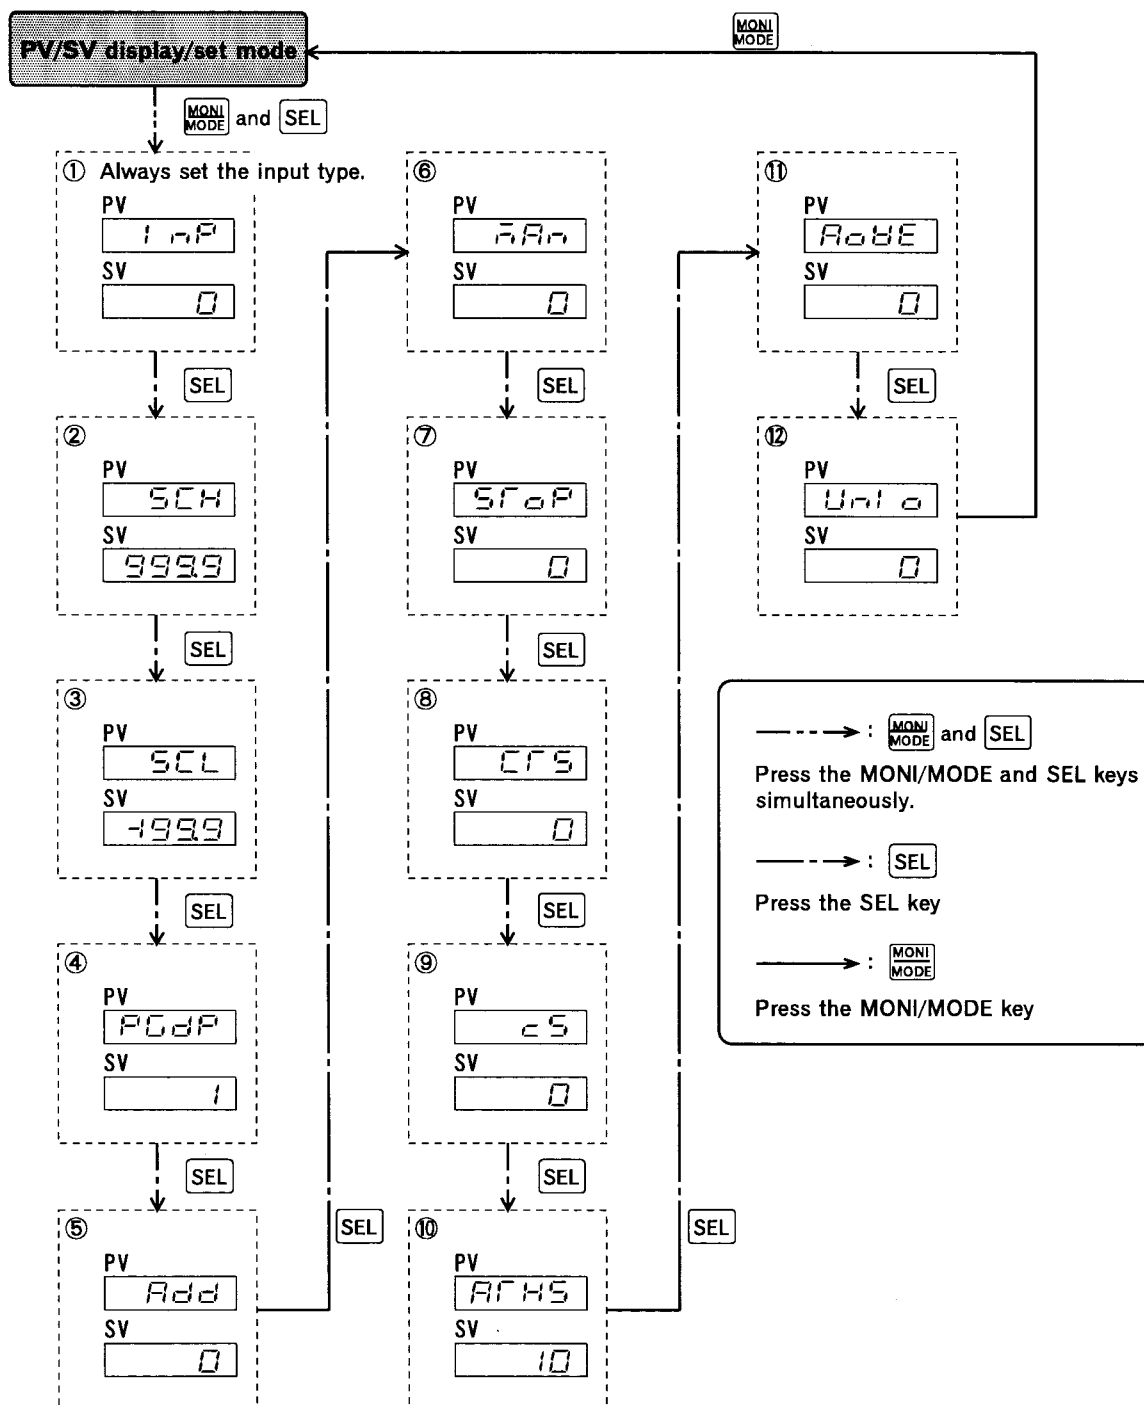 PV/SV display/set mode
MONI
MODE
MONI
MODE and SEL
① Always set the input type.
PV
InP
SV
0
SEL
②
PV
SCH
SV
999.9
SEL
③
PV
SCL
SV
-199.9
SEL
④
PV
PGdP
SV
1
SEL
⑤
PV
Add
SV
0
SEL
⑥
PV
SV
0
SEL
⑦
PV
SToP
SV
0
SEL
⑧
PV
CTS
SV
0
SEL
⑨
PV
cS
SV
0
SEL
⑩
PV
ATHS
SV
10
SEL
⑪
PV
SV
0
SEL
⑫
PV
SV
0
: MONI
MODE and SEL
Press the MONI/MODE and SEL keys
simultaneously.
: SEL
Press the SEL key
: MONI
MODE
Press the MONI/MODE key